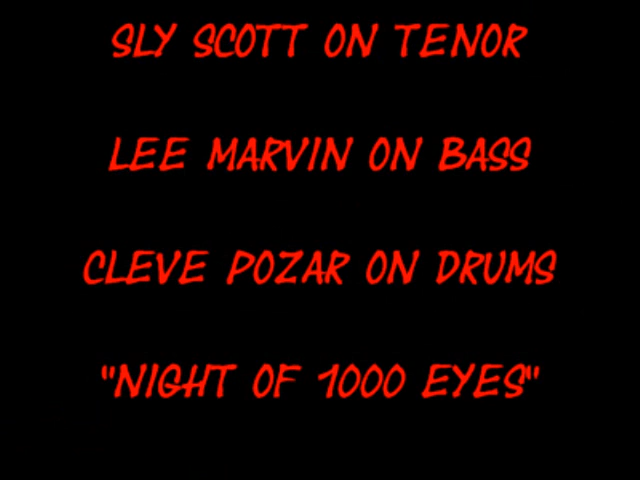 SLY SCOTT ON TENOR
LEE MARVIN ON BASS
CLEVE POZAR ON DRUMS
"NIGHT OF 1000 EYES"